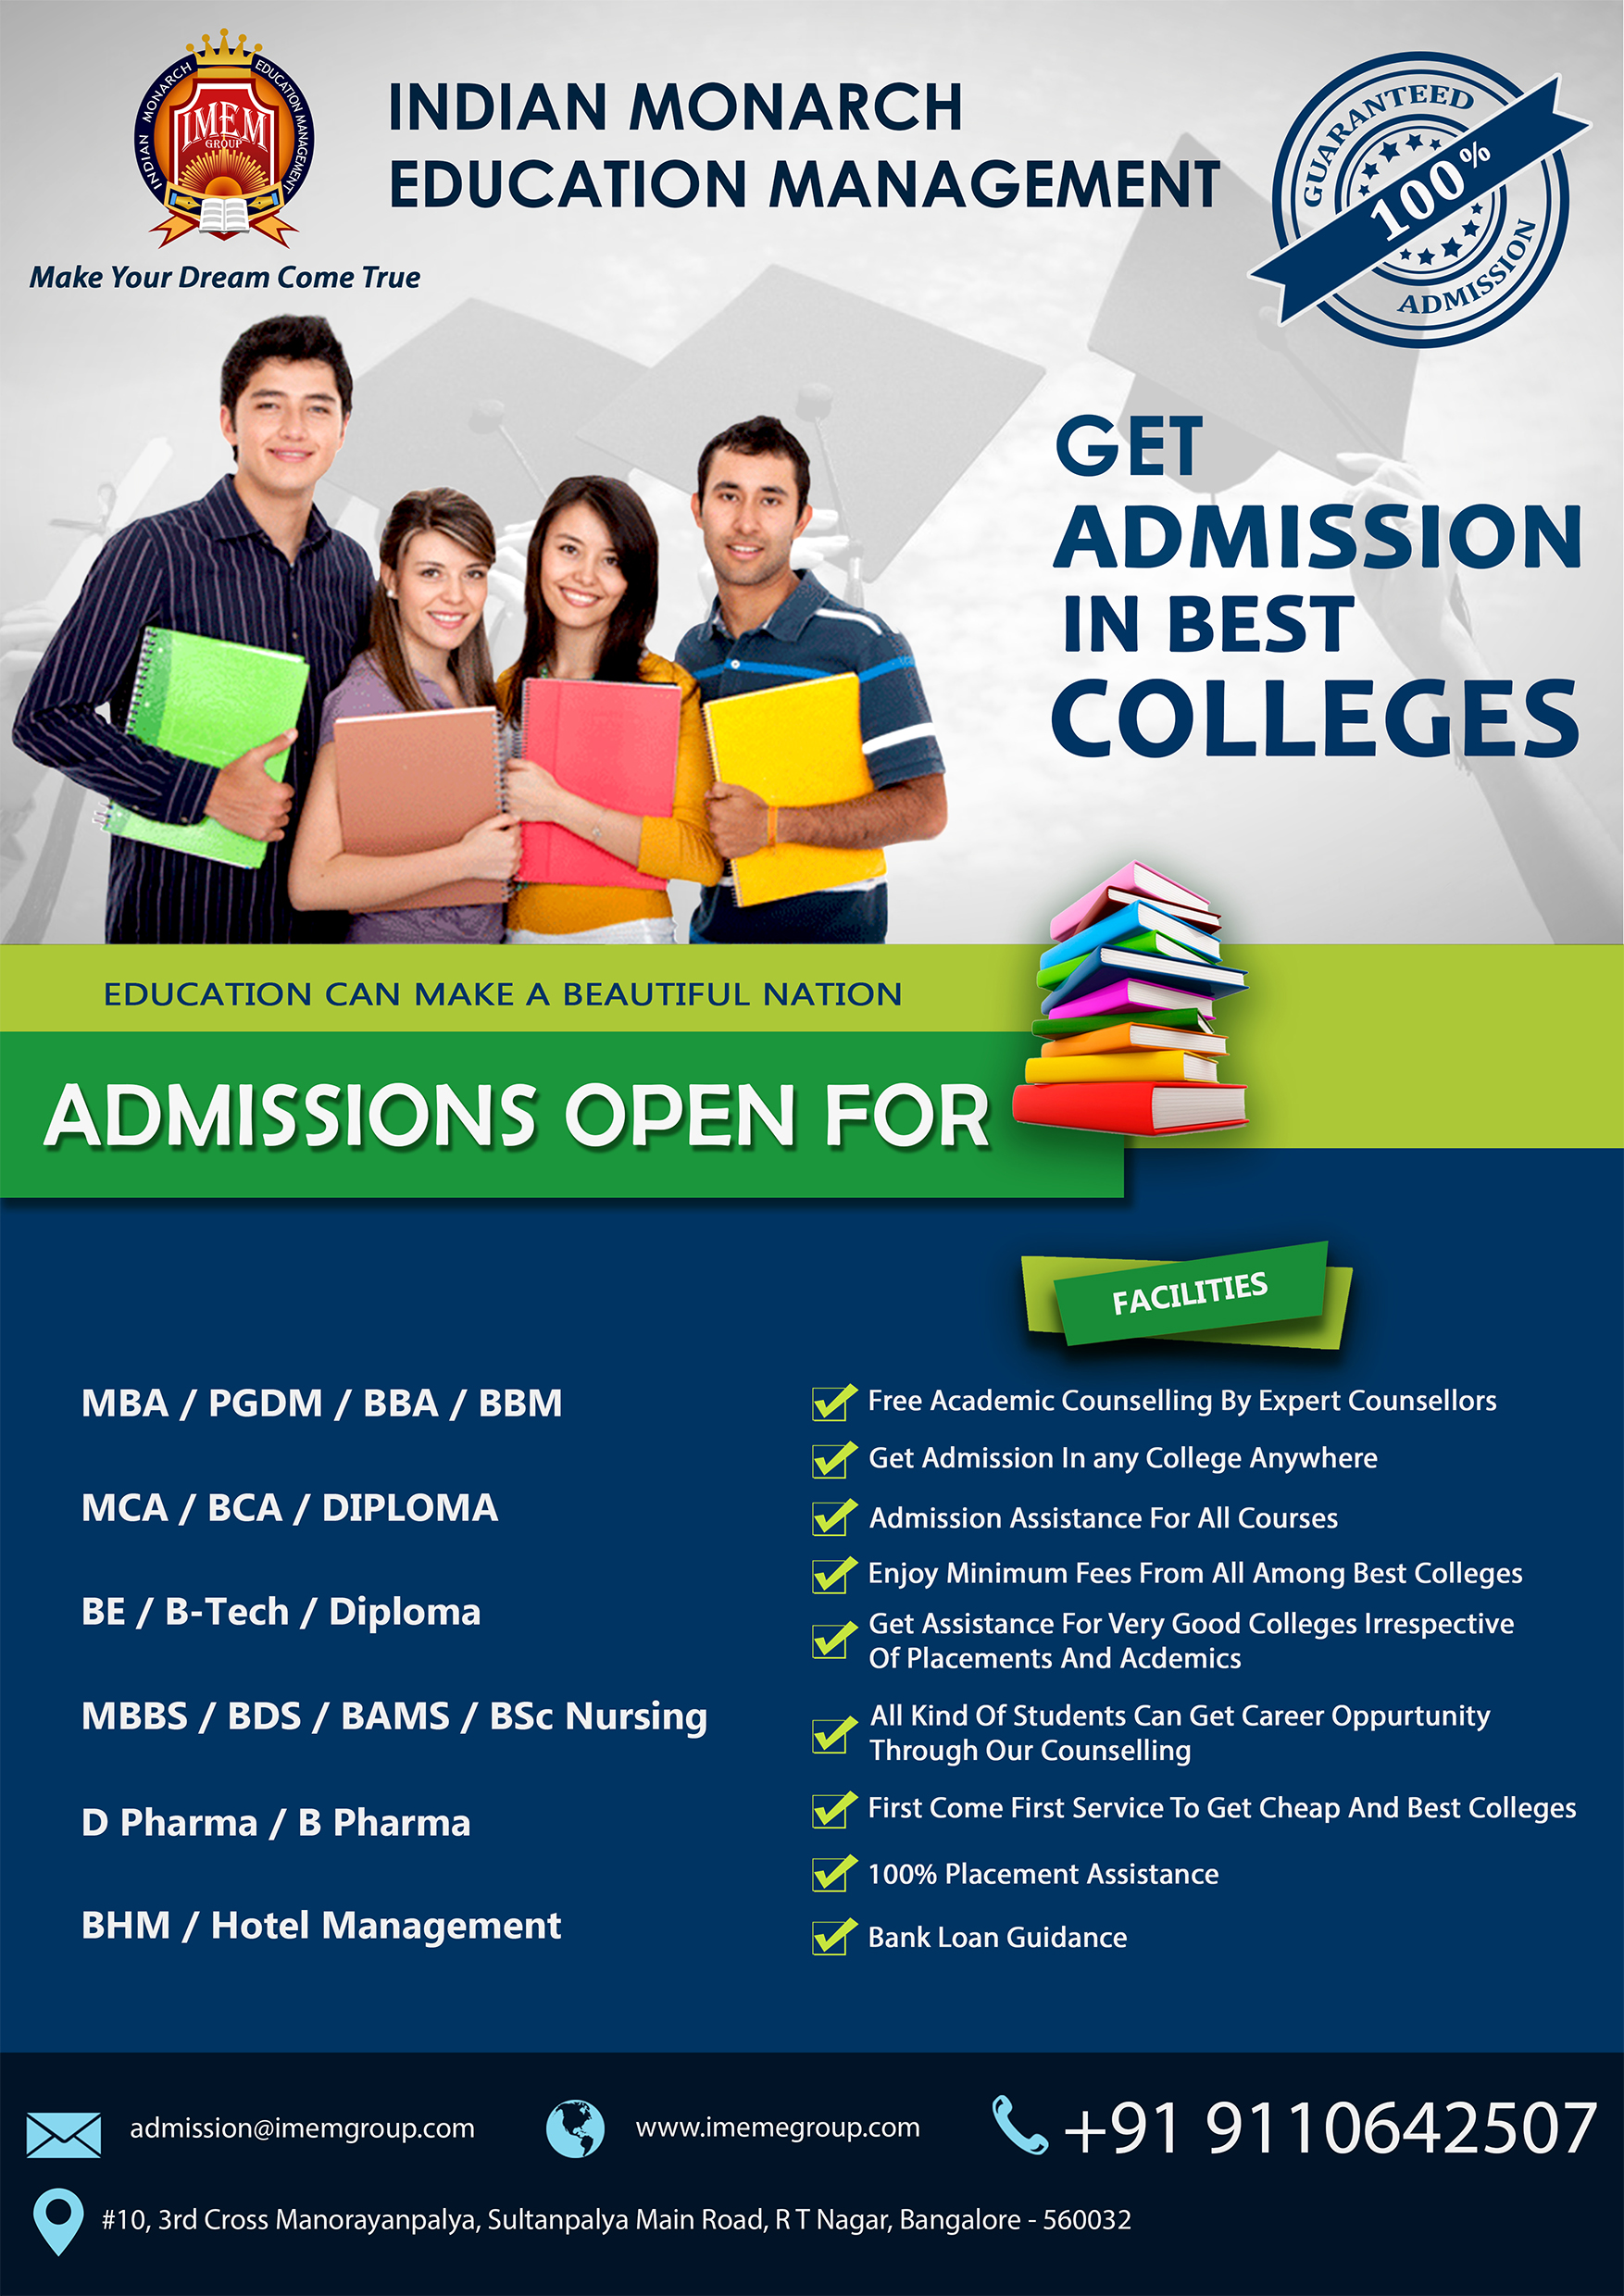 INDIAN MONARCH EDUCATION MANAGEMENT
IMEM
GROUP
Make Your Dream Come True
INDIAN MONARCH
EDUCATION MANAGEMENT
GUARANTEED
100%
ADMISSION
GET
ADMISSION
IN BEST
COLLEGES
EDUCATION CAN MAKE A BEAUTIFUL NATION
ADMISSIONS OPEN FOR
MBA / PGDM / BBA / BBM
MCA / BCA / DIPLOMA
BE / B-Tech / Diploma
MBBS / BDS / BAMS / BSc Nursing
D Pharma / B Pharma
BHM / Hotel Management
FACILITIES
Free Academic Counselling By Expert Counsellors
Get Admission In any College Anywhere
Admission Assistance For All Courses
Enjoy Minimum Fees From All Among Best Colleges
Get Assistance For Very Good Colleges Irrespective
Of Placements And Acdemics
All Kind Of Students Can Get Career Oppurtunity
Through Our Counselling
First Come First Service To Get Cheap And Best Colleges
100% Placement Assistance
Bank Loan Guidance
admission@imemgroup.com
www.imemegroup.com
+91 9110642507
#10, 3rd Cross Manorayanpalya, Sultanpalya Main Road, R T Nagar, Bangalore - 560032